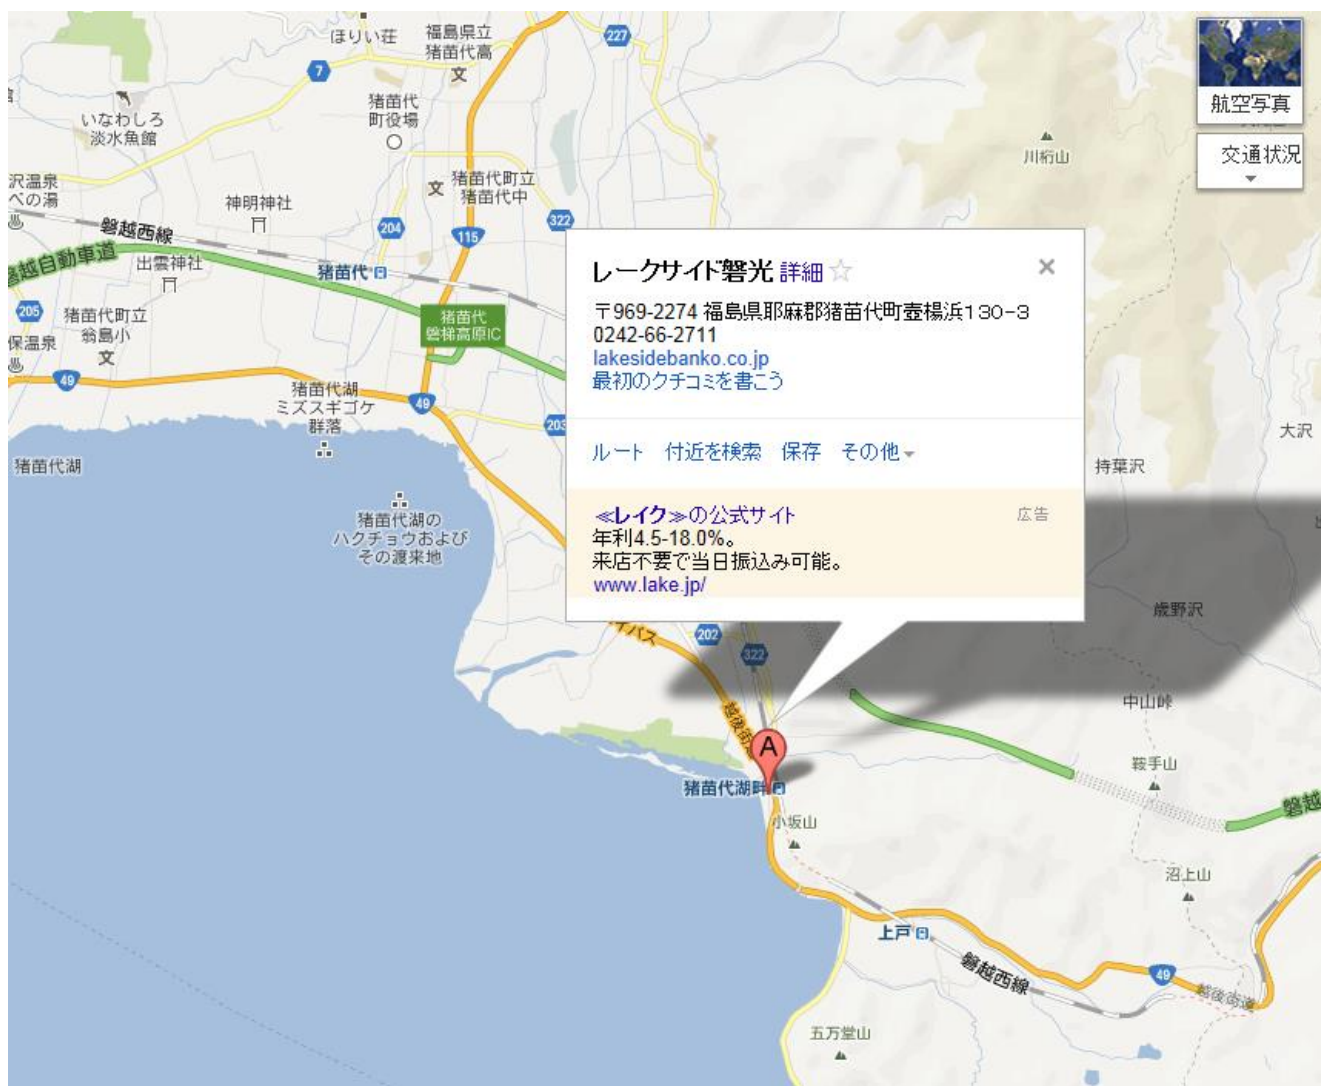 ほりい荘
福島県立
猪苗代高
227
7
航空写真
交通状況
猪苗代
町役場
いなわしろ
淡水魚館
川桁山
沢温泉
べの湯
神明神社
猪苗代町立
猪苗代中
322
204
115
磐越西線
磐越自動車道
出雲神社
猪苗代
205
猪苗代町立
翁島小
猪苗代
磐梯高原IC
保温泉
49
猪苗代湖
ミズスギゴケ
群落
49
203
猪苗代湖
猪苗代湖の
ハクチョウおよび
その渡来地
レークサイド磐光 詳細
〒969-2274 福島県耶麻郡猪苗代町壺楊浜130-3
0242-66-2711
lakesidebanko.co.jp
最初のクチコミを書こう
ルート 付近を検索 保存 その他
≪レイク≫の公式サイト 広告
年利4.5-18.0%。
来店不要で当日振込み可能。
www.lake.jp/
大沢
持葉沢
歳野沢
イパス
202
322
中山峠
越後街道
A
鞍手山
猪苗代湖畔
磐越
小坂山
沼上山
上戸
磐越西線
49
越後街道
五万堂山